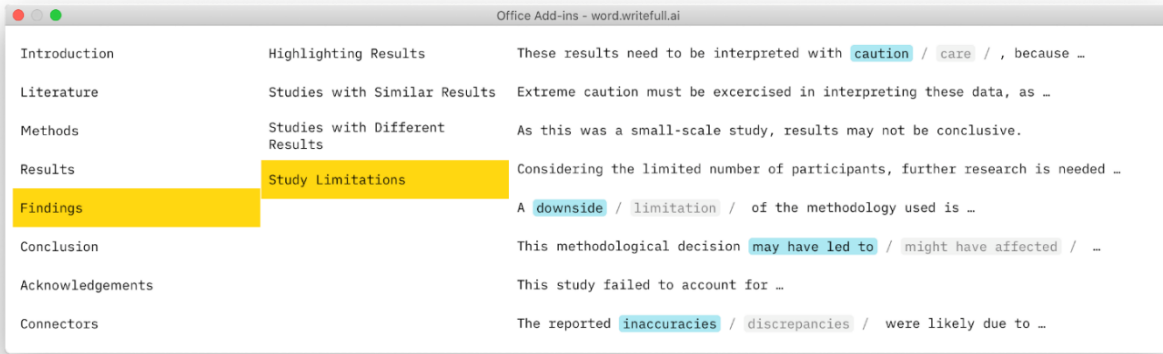 Office Add-ins - word.writefull.ai
Introduction
Literature
Methods
Results
Findings
Conclusion
Acknowledgements
Connectors
Highlighting Results
Studies with Similar Results
Studies with Different
Results
Study Limitations
These results need to be interpreted with caution / care / , because …
Extreme caution must be excercised in interpreting these data, as …
As this was a small-scale study, results may not be conclusive.
Considering the limited number of participants, further research is needed …
A downside / limitation / of the methodology used is …
This methodological decision may have led to / might have affected / …
This study failed to account for …
The reported inaccuracies / discrepancies / were likely due to …